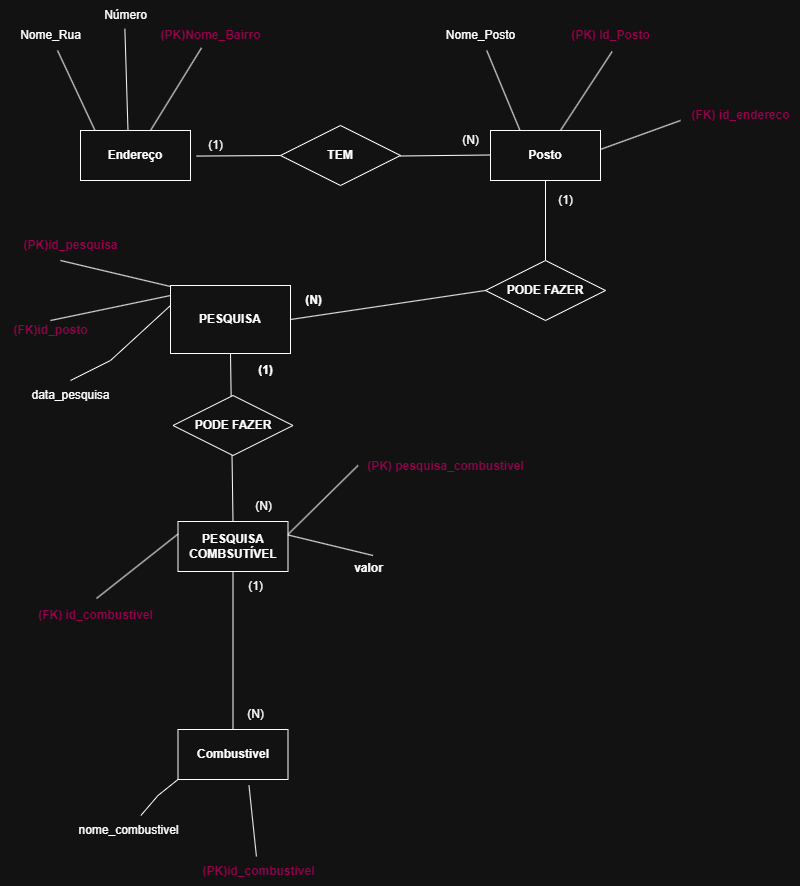 Número
Nome_Rua
(PK)Nome_Bairro
Nome_Posto
(PK) Id_Posto
(FK) id_endereco
Endereço
(1)
TEM
(N)
Posto
(1)
(PK)id_pesquisa
(FK)id_posto
data_pesquisa
PESQUISA
(N)
PODE FAZER
(1)
PODE FAZER
(PK) pesquisa_combustivel
(N)
PESQUISA
COMBSUTÍVEL
valor
(1)
(FK) id_combustivel
(N)
Combustivel
nome_combustivel
(PK)id_combustivel